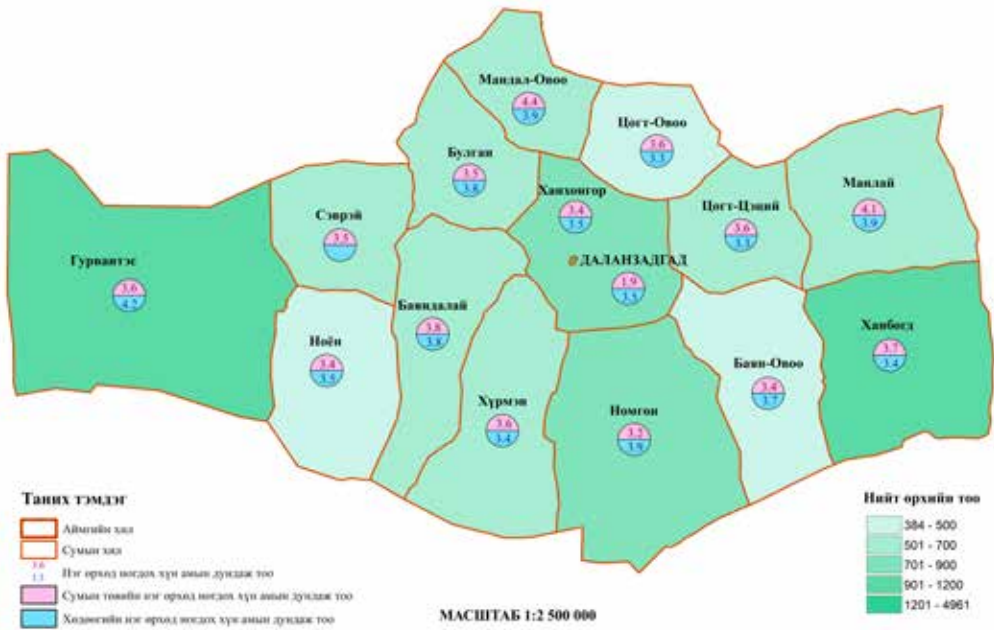 Мандал-Овоо
4.4
3.9
Цогт-Овоо
3.6
3.3
Булган
3.5
3.8
Ханхонгор
3.4
3.5
Цогт-Цэций
3.6
3.3
Манлай
4.1
3.9
Сэврэй
3.5
Гурвантэс
3.6
4.2
ДАЛАНЗАДГАД
1.9
3.5
Баяндалай
3.8
3.8
Ноён
3.4
3.5
Ханбогд
3.7
3.4
Баян-Овоо
3.4
3.7
Хүрмэн
3.6
3.4
Номгон
3.2
3.9
Таних тэмдэг
Аймгийн хил
Сумын хил
3.6
3.3
Нэг өрхөд ногдох хүн амын дундаж тоо
Сумын төвийн нэг өрхөд ногдох хүн амын дундаж тоо
Хөдөөгийн нэг өрхөд ногдох хүн амын дундаж тоо
МАСШТАБ 1:2 500 000
Нийт өрхийн тоо
384 - 500
501 - 700
701 - 900
901 - 1200
1201 - 4961